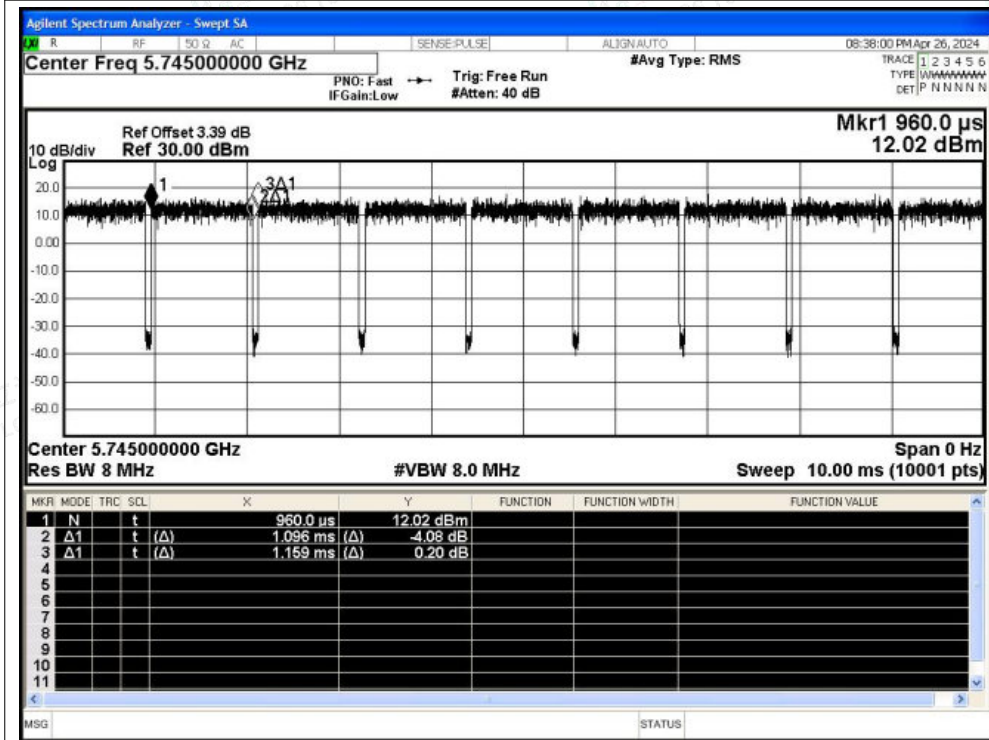 Agilent Spectrum Analyzer - Swept SA
LXI R RF 50 Ω AC SENSE:PULSE ALIGN AUTO 08:38:00 PM Apr 26, 2024
Center Freq 5.745000000 GHz #Avg Type: RMS TRACE 1 2 3 4 5 6
PNO: Fast Trig: Free Run TYPE
IFGain:Low #Atten: 40 dB DET P N N N N N
Mkr1 960.0 µs
Ref Offset 3.39 dB
10 dB/div Ref 30.00 dBm 12.02 dBm
Log
1 3Δ1
20.0 2Δ1
10.0
0.00
-10.0
-20.0
-30.0
-40.0
-50.0
-60.0
Center 5.745000000 GHz Span 0 Hz
Res BW 8 MHz #VBW 8.0 MHz Sweep 10.00 ms (10001 pts)
MKR MODE TRC SCL X Y FUNCTION FUNCTION WIDTH FUNCTION VALUE
1 N t 960.0 µs 12.02 dBm
2 Δ1 t (Δ) 1.096 ms (Δ) -4.08 dB
3 Δ1 t (Δ) 1.159 ms (Δ) 0.20 dB
4
5
6
7
8
9
10
11
MSG STATUS